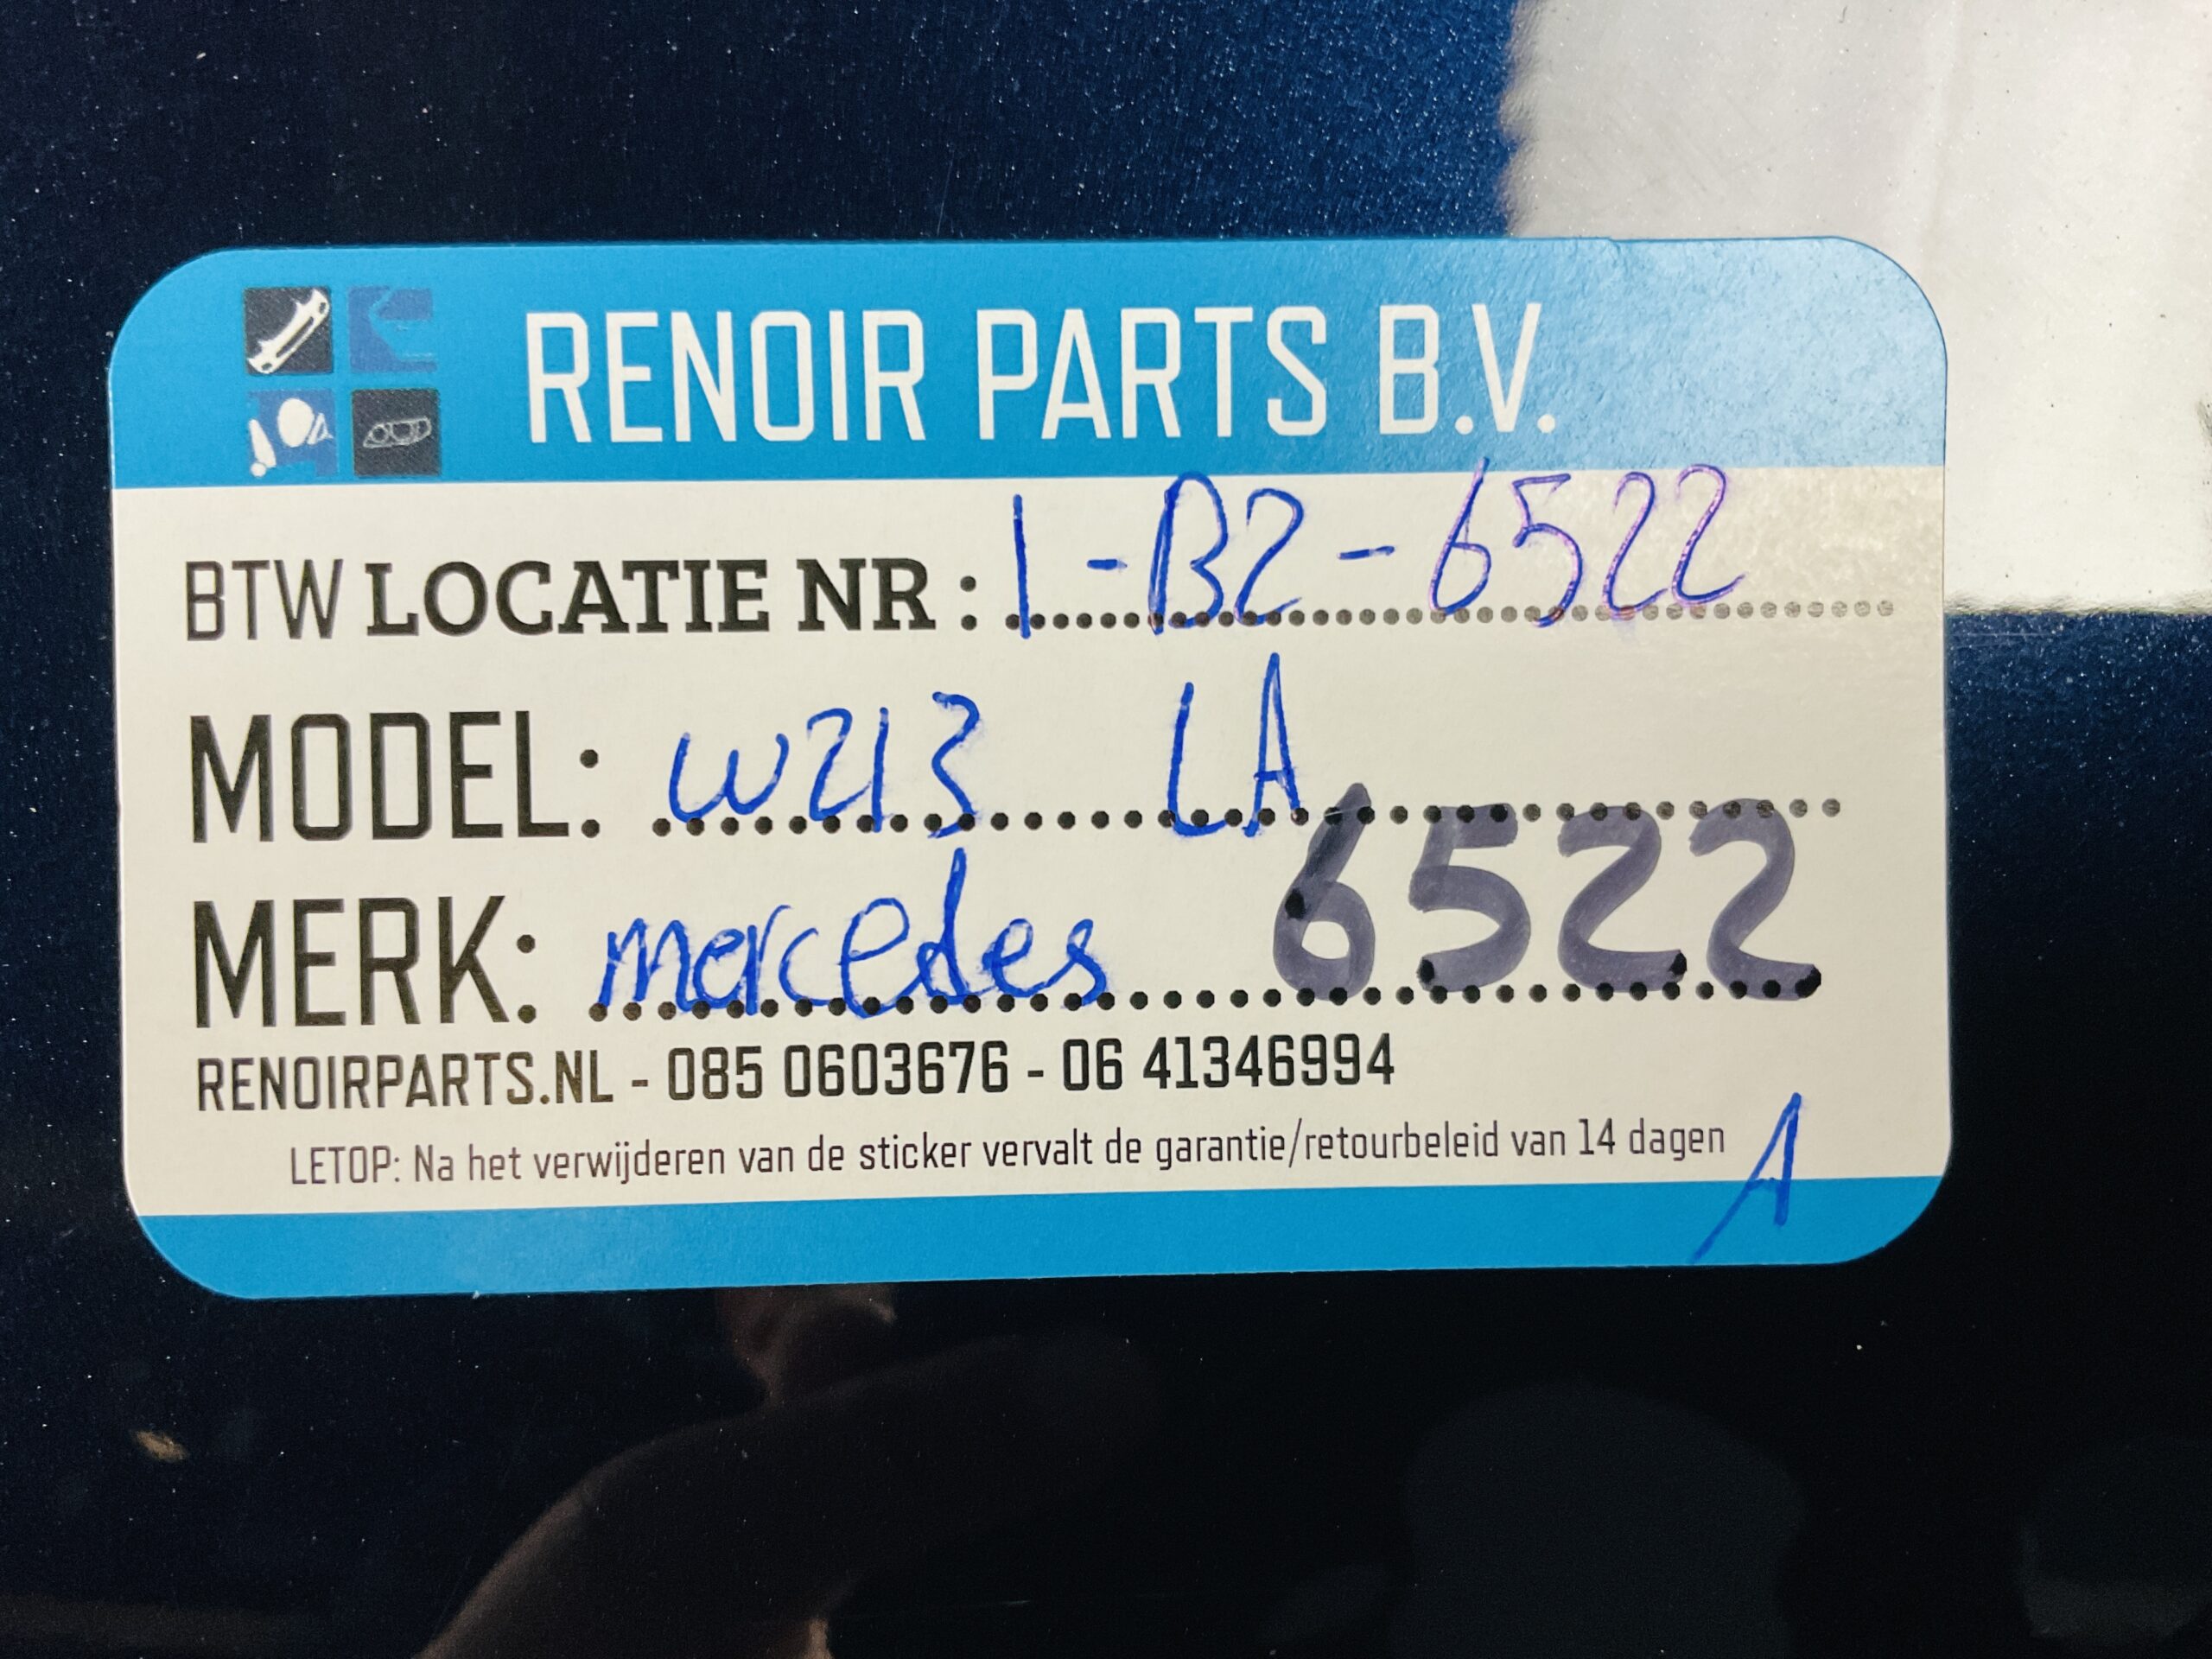 RENOIR PARTS B.V.
BTW LOCATIE NR : 1-B2-6522
MODEL: W213 LA
MERK: mercedes 6522
RENOIRPARTS.NL - 085 0603676 - 06 41346994
LETOP: Na het verwijderen van de sticker vervalt de garantie/retourbeleid van 14 dagen
A